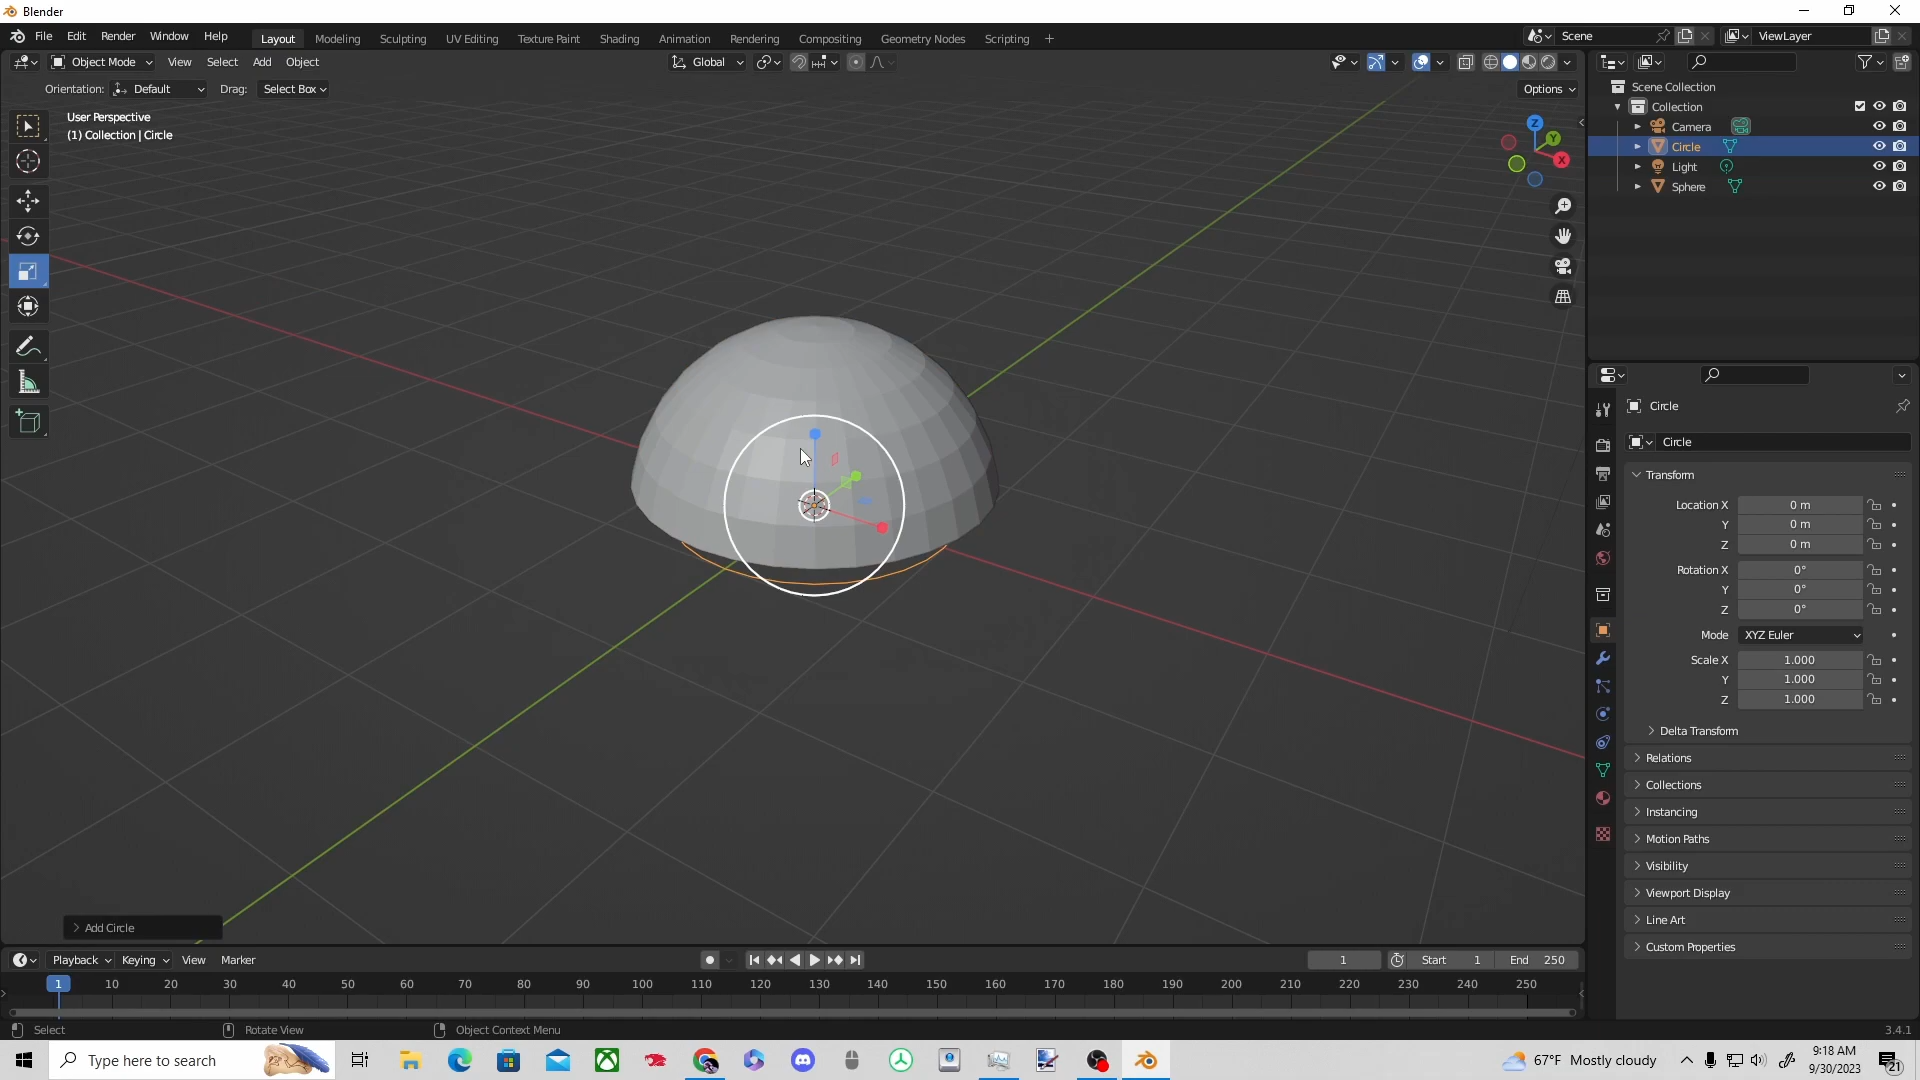 Blender
File Edit Render Window Help Layout Modeling Sculpting UV Editing Texture Paint Shading Animation Rendering Compositing Geometry Nodes Scripting + Scene ViewLayer
Object Mode View Select Add Object Global
Orientation: Default Drag: Select Box Options
User Perspective
(1) Collection | Circle
Z
Y
X
Scene Collection
Collection
Camera
Circle
Light
Sphere
Circle
Circle
Transform
Location X 0 m
Y 0 m
Z 0 m
Rotation X 0°
Y 0°
Z 0°
Mode XYZ Euler
Scale X 1.000
Y 1.000
Z 1.000
Delta Transform
Relations
Collections
Instancing
Motion Paths
Visibility
Viewport Display
Line Art
Custom Properties
Add Circle
Playback Keying View Marker 1 Start 1 End 250
1 10 20 30 40 50 60 70 80 90 100 110 120 130 140 150 160 170 180 190 200 210 220 230 240 250
Select Rotate View Object Context Menu 3.4.1
Type here to search 67°F Mostly cloudy 9:18 AM
9/30/2023 21